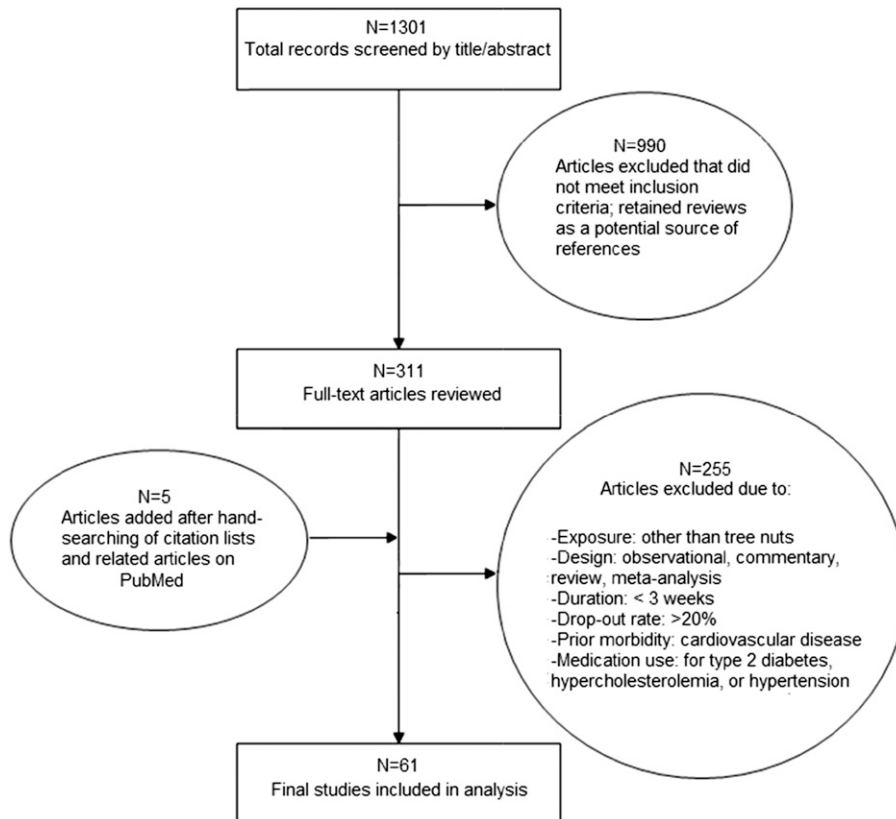 N=1301
Total records screened by title/abstract
N=990
Articles excluded that did
not meet inclusion
criteria; retained reviews
as a potential source of
references
N=311
Full-text articles reviewed
N=5
Articles added after hand-
searching of citation lists
and related articles on
PubMed
N=255
Articles excluded due to:
-Exposure: other than tree nuts
-Design: observational, commentary,
review, meta-analysis
-Duration: < 3 weeks
-Drop-out rate: >20%
-Prior morbidity: cardiovascular disease
-Medication use: for type 2 diabetes,
hypercholesterolemia, or hypertension
N=61
Final studies included in analysis